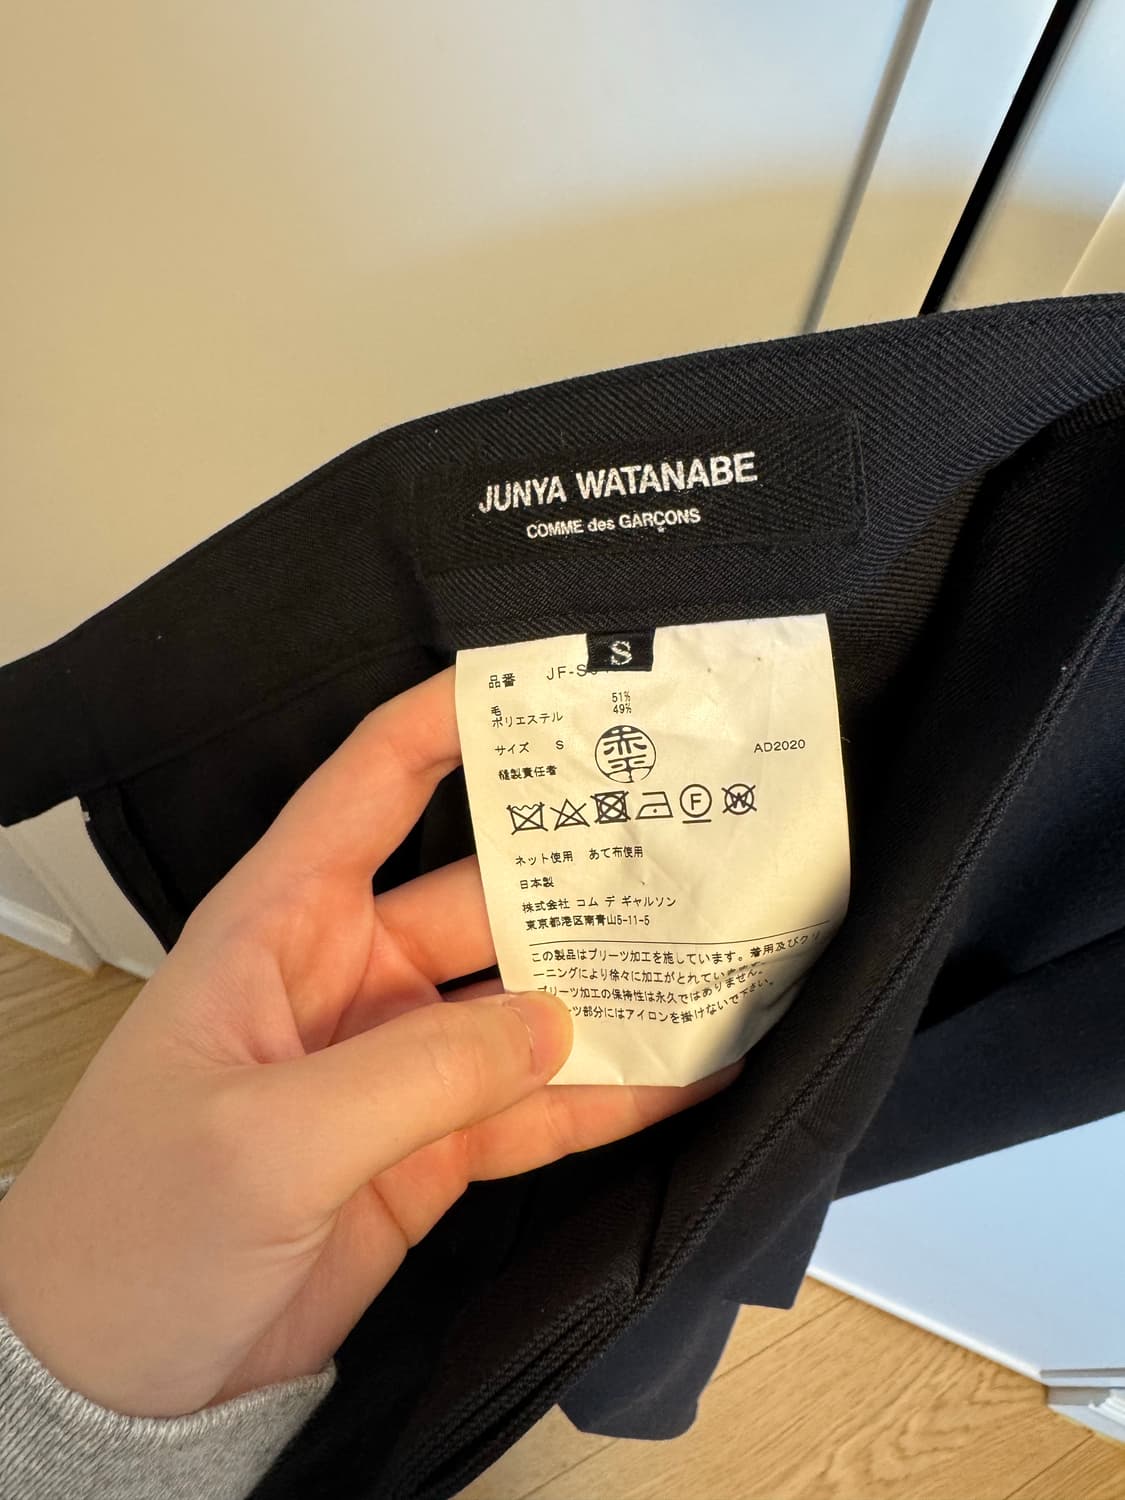 JUNYA WATANABE
COMME des GARÇONS
S
品番 JF-S
毛 51%
ポリエステル 49%
サイズ S
縫製責任者 赤平
AD2020
F
W
ネット使用 あて布使用
日本製
株式会社 コム デ ギャルソン
東京都港区南青山5-11-5
この製品はプリーツ加工を施しています。着用及びクリ
ーニングにより徐々に加工がとれていきます。
プリーツ加工の保持性は永久ではありません。
ーツ部分にはアイロンを掛けないで下さい。